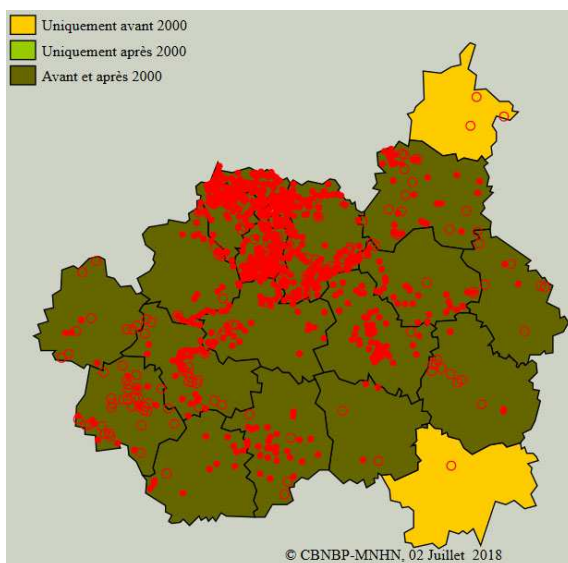 Uniquement avant 2000
Uniquement après 2000
Avant et après 2000
© CBNBP-MNHN, 02 Juillet 2018